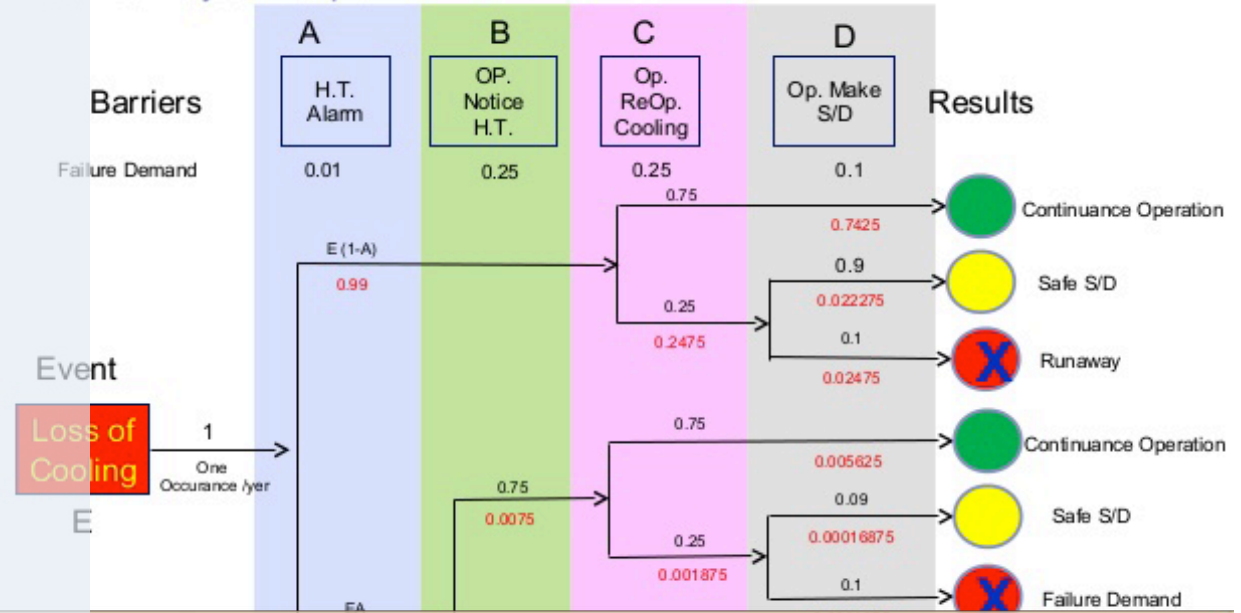 A
B
C
D
Barriers
H.T.
Alarm
OP.
Notice
H.T.
Op.
ReOp.
Cooling
Op. Make
S/D
Results
Failure Demand
0.01
0.25
0.25
0.1
0.75
0.7425
Continuance Operation
E (1-A)
0.99
0.9
0.022275
Safe S/D
0.25
0.2475
0.1
0.02475
X
Runaway
Event
Loss of
Cooling
E
1
One
Occurance /yer
0.75
0.005625
Continuance Operation
0.75
0.0075
0.09
0.00016875
Safe S/D
0.25
0.001875
0.1
X
Failure Demand